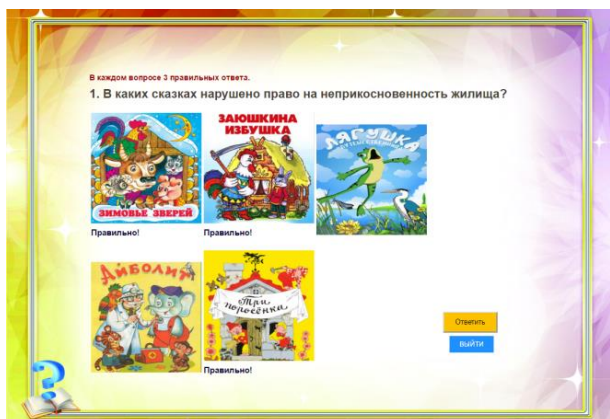 В каждом вопросе 3 правильных ответа.
1. В каких сказках нарушено право на неприкосновенность жилища?
ЗИМОВЬЕ ЗВЕРЕЙ
ЗАЮШКИНА
ИЗБУШКА
ЛЯГУШКА
ПУТЕШЕСТВЕННИЦА
Правильно!
Правильно!
АЙБОЛИТ
Три
поросёнка
Правильно!
Ответить
ВЫЙТИ